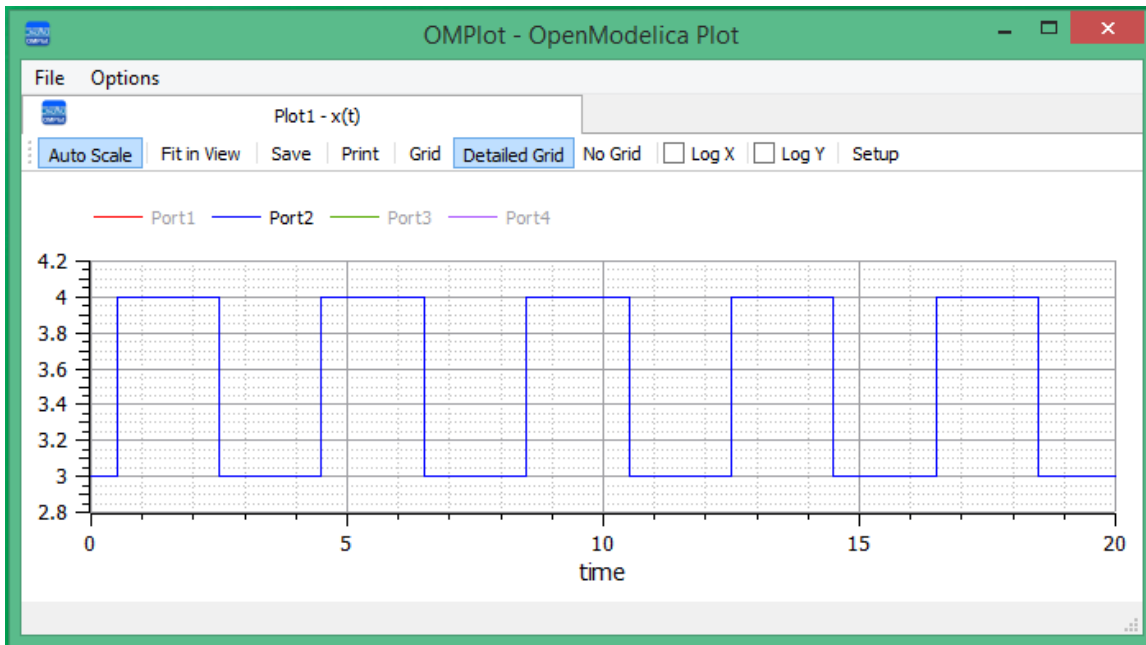 OMPlot - OpenModelica Plot
File Options
Plot1 - x(t)
Auto Scale Fit in View Save Print Grid Detailed Grid No Grid Log X Log Y Setup
Port1 Port2 Port3 Port4
4.2
4
3.8
3.6
3.4
3.2
3
2.8
0 5 10 15 20
time